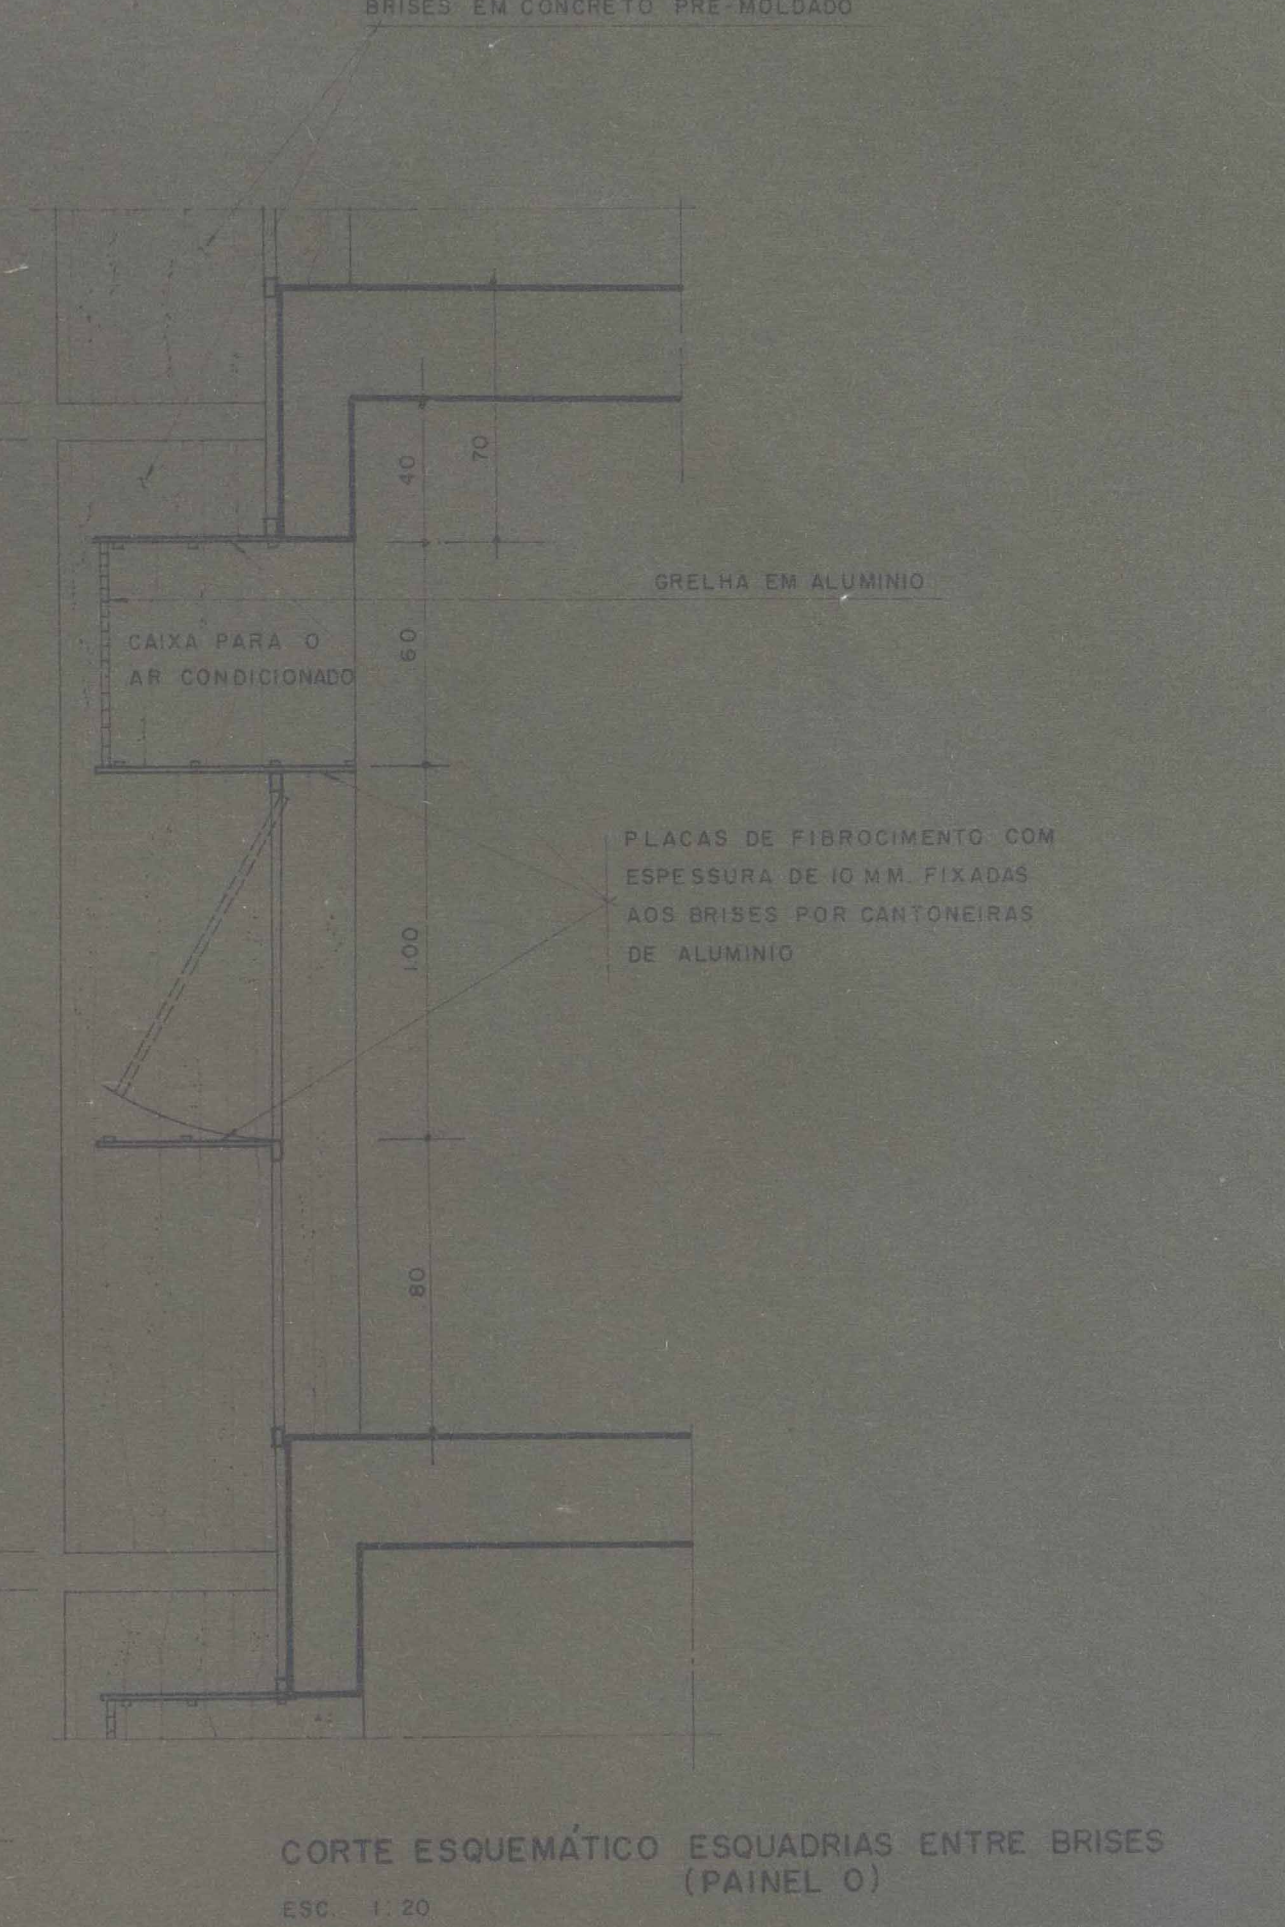 BRISES EM CONCRETO PRÉ-MOLDADO
40
70
GRELHA EM ALUMINIO
CAIXA PARA O
AR CONDICIONADO
60
PLACAS DE FIBROCIMENTO COM
ESPESSURA DE 10 MM. FIXADAS
AOS BRISES POR CANTONEIRAS
DE ALUMINIO
100
80
CORTE ESQUEMÁTICO ESQUADRIAS ENTRE BRISES
(PAINEL O)
ESC. 1:20